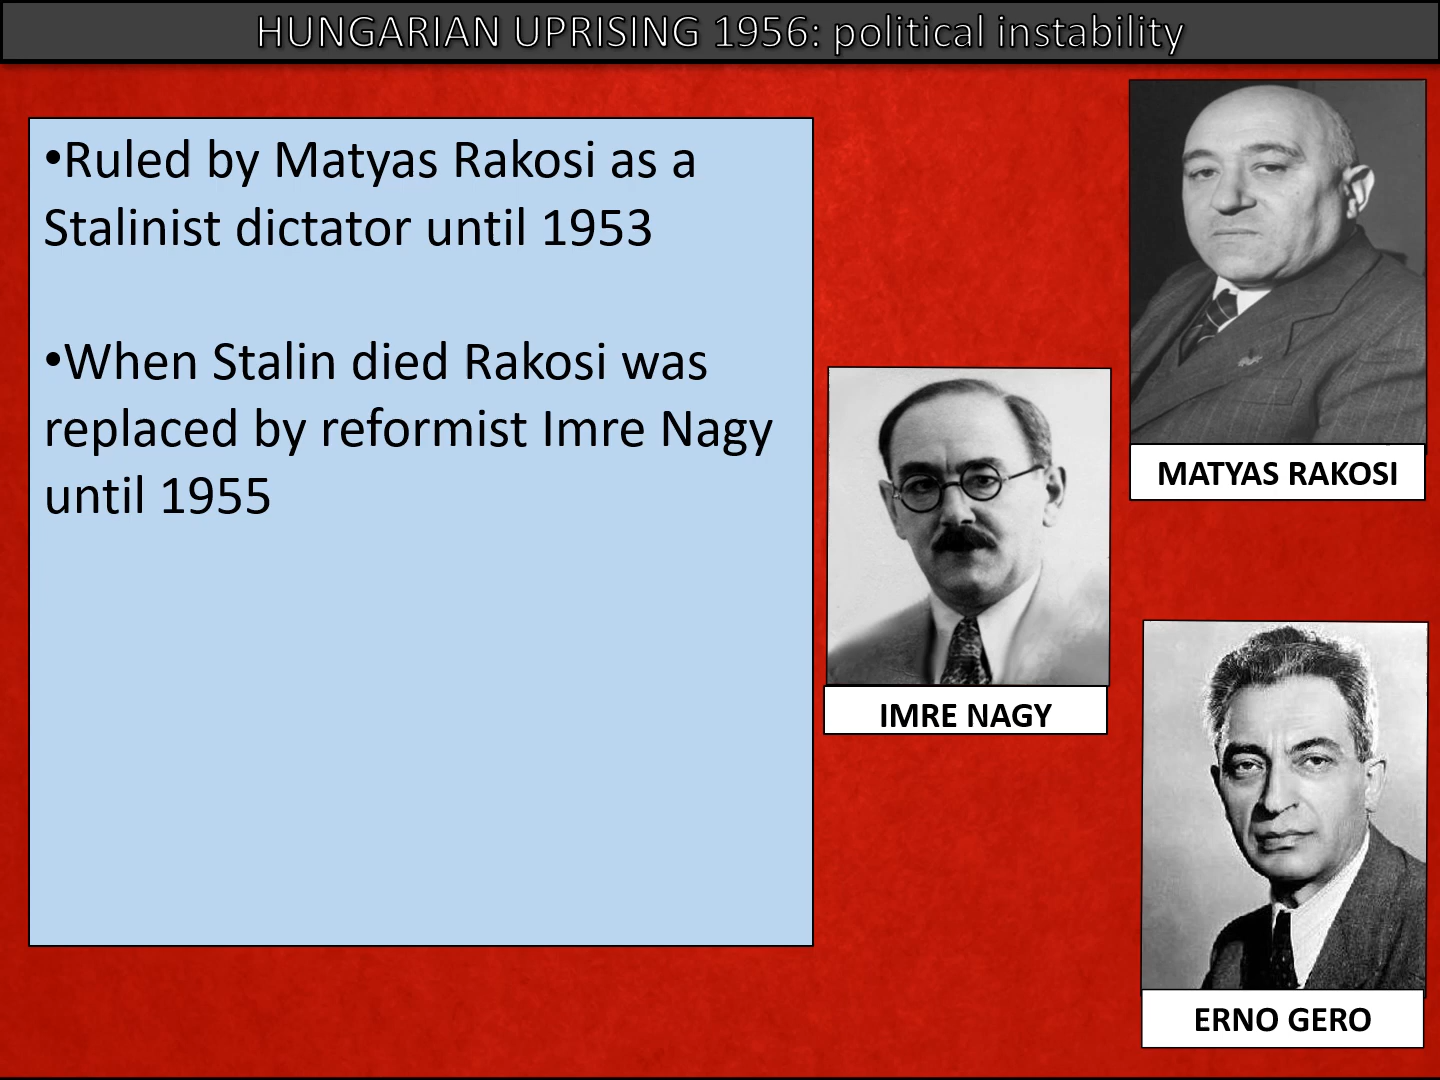 HUNGARIAN UPRISING 1956: political instability
•Ruled by Matyas Rakosi as a
Stalinist dictator until 1953
•When Stalin died Rakosi was
replaced by reformist Imre Nagy
until 1955
MATYAS RAKOSI
IMRE NAGY
ERNO GERO